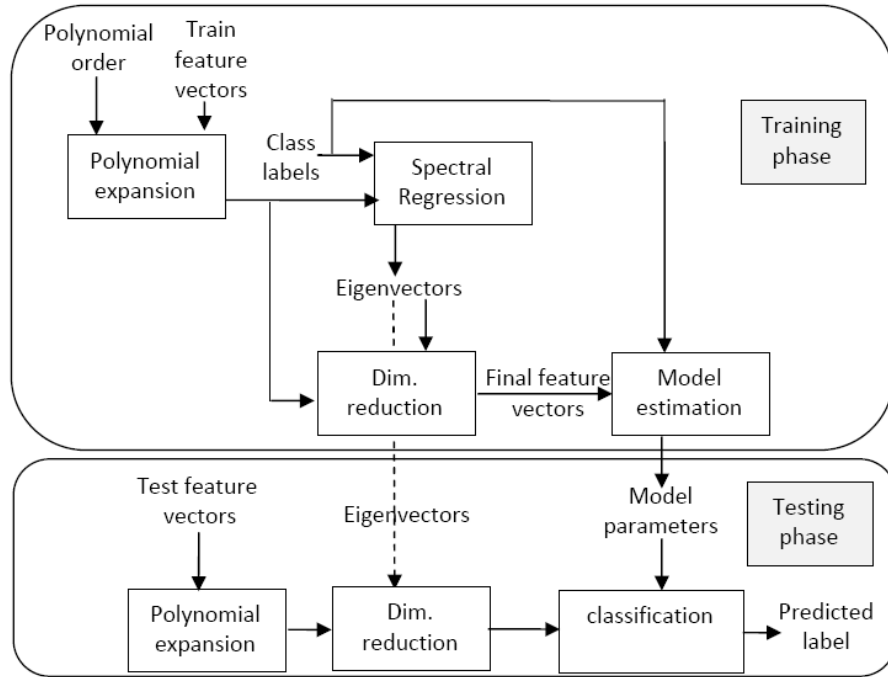 Polynomial
order
Train
feature
vectors
Polynomial
expansion
Class
labels
Spectral
Regression
Training
phase
Eigenvectors
Dim.
reduction
Final feature
vectors
Model
estimation
Test feature
vectors
Eigenvectors
Model
parameters
Testing
phase
Polynomial
expansion
Dim.
reduction
classification
Predicted
label